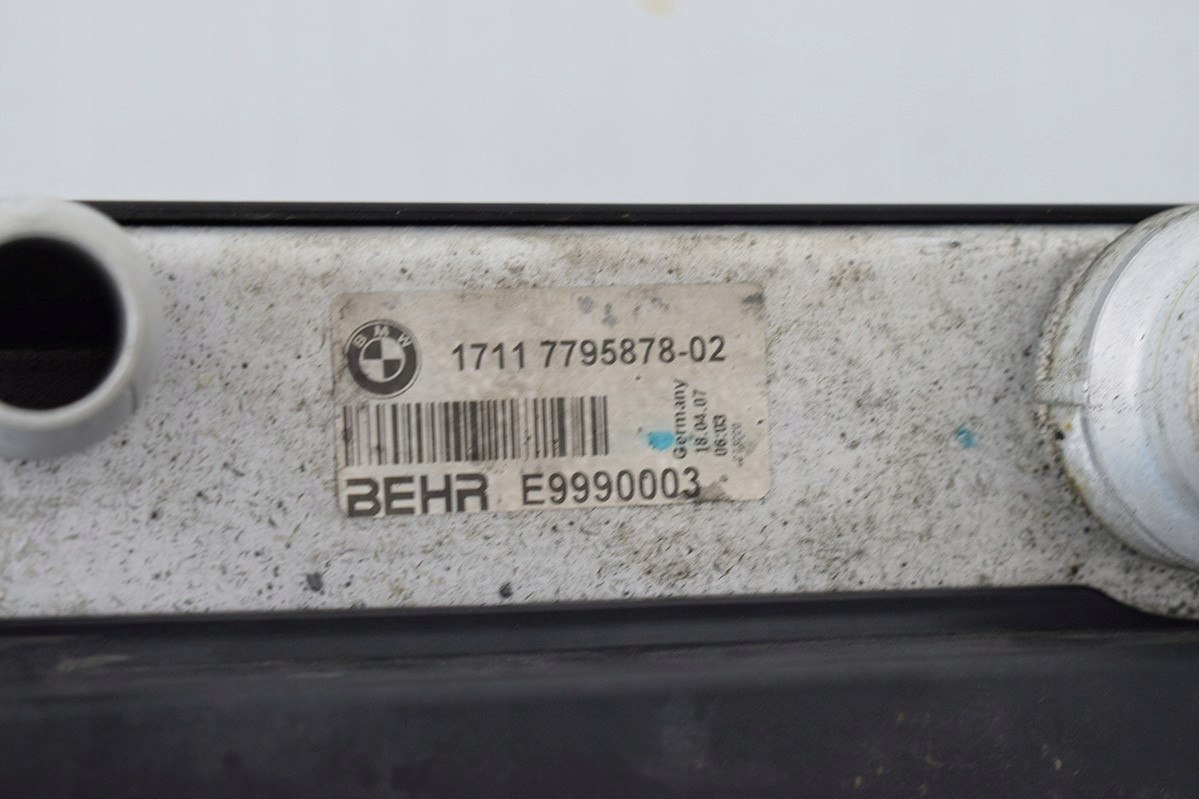 BMW
1711 7795878-02
Germany
18.04.07
06:03
BEHR E9990003